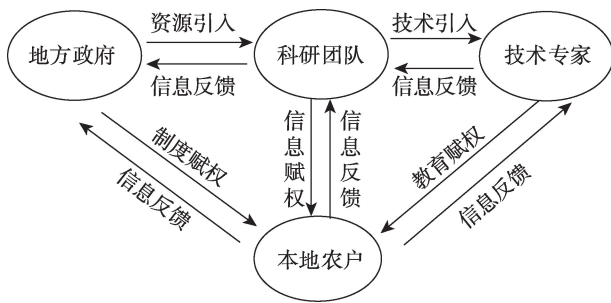 资源引入
技术引入
地方政府
科研团队
技术专家
信息反馈
信息反馈
制度赋权
信息反馈
信息赋权
信息反馈
教育赋权
信息反馈
本地农户